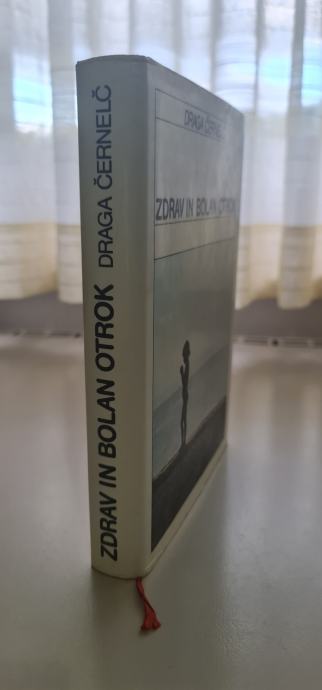 ZDRAV IN BOLAN OTROK DRAGA ČERNELČ
DRAGA ČERNELČ
ZDRAV IN BOLAN OTROK